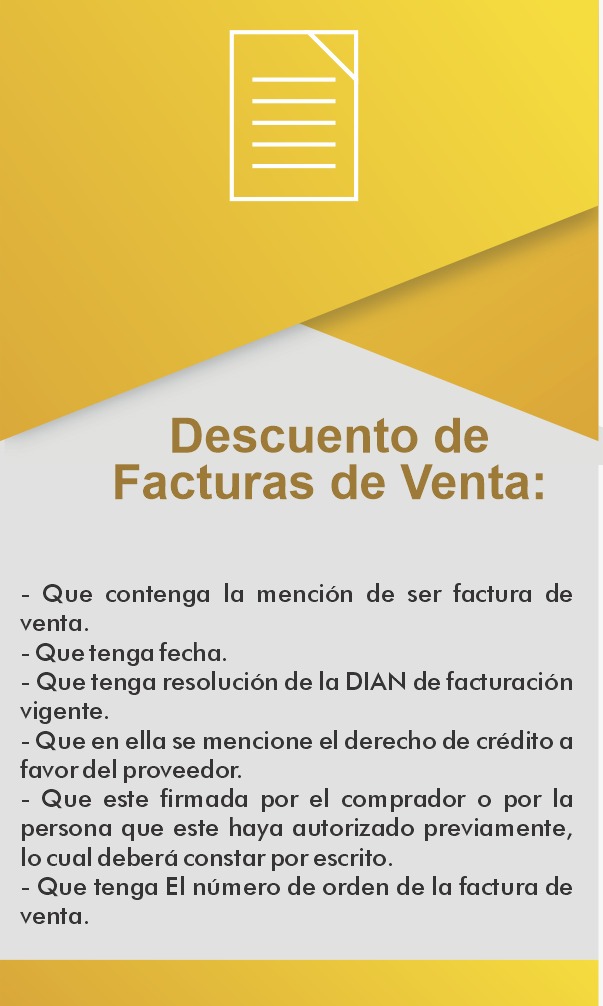 Descuento de
Facturas de Venta:
- Que contenga la mención de ser factura de
venta.
- Que tenga fecha.
- Que tenga resolución de la DIAN de facturación
vigente.
- Que en ella se mencione el derecho de crédito a
favor del proveedor.
- Que este firmada por el comprador o por la
persona que este haya autorizado previamente,
lo cual deberá constar por escrito.
- Que tenga El número de orden de la factura de
venta.